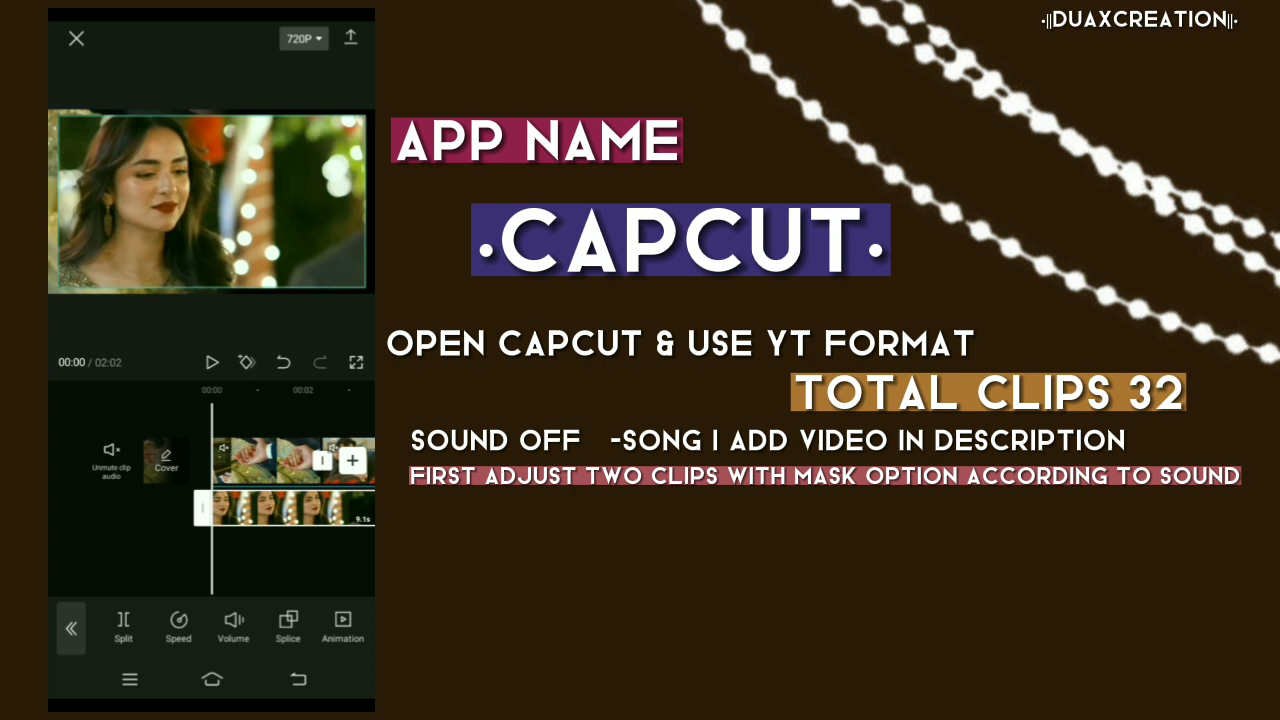 ·||DUAXCREATION||·
720P
APP NAME
·CAPCUT·
OPEN CAPCUT & USE YT FORMAT
00:00 / 02:02
TOTAL CLIPS 32
00:00 · 00:02 ·
SOUND OFF -SONG I ADD VIDEO IN DESCRIPTION
FIRST ADJUST TWO CLIPS WITH MASK OPTION ACCORDING TO SOUND
Unmute clip audio
Cover
9.1s
Split Speed Volume Splice Animation